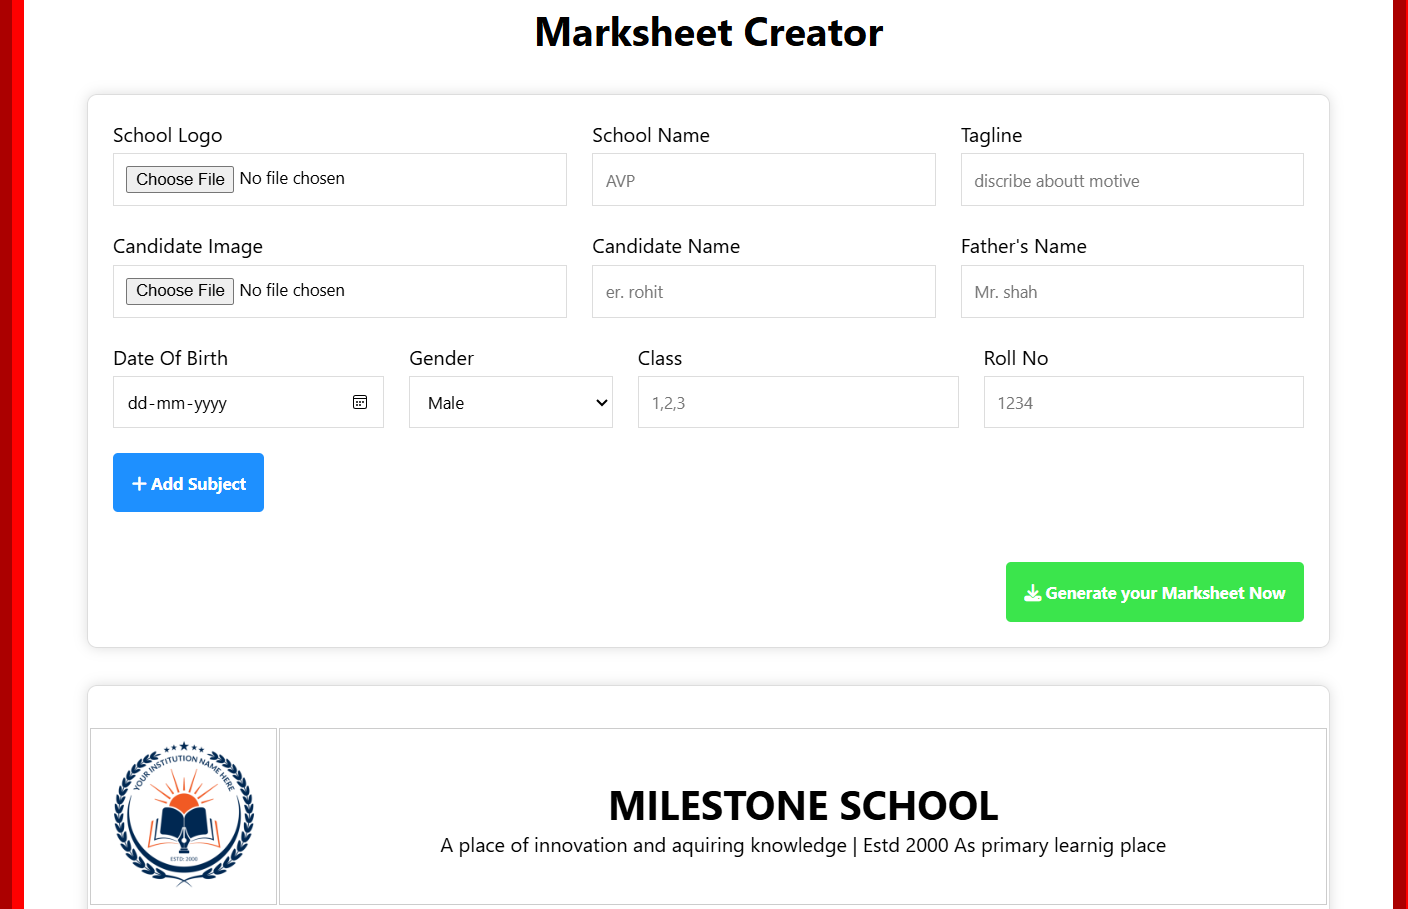 Marksheet Creator
School Logo
School Name
Tagline
Choose File No file chosen
AVP
discribe aboutt motive
Candidate Image
Candidate Name
Father's Name
Choose File No file chosen
er. rohit
Mr. shah
Date Of Birth
Gender
Class
Roll No
dd-mm-yyyy
Male
1,2,3
1234
+ Add Subject
Generate your Marksheet Now
YOUR INSTITUTION NAME HERE
ESTD: 2000
MILESTONE SCHOOL
A place of innovation and aquiring knowledge | Estd 2000 As primary learnig place